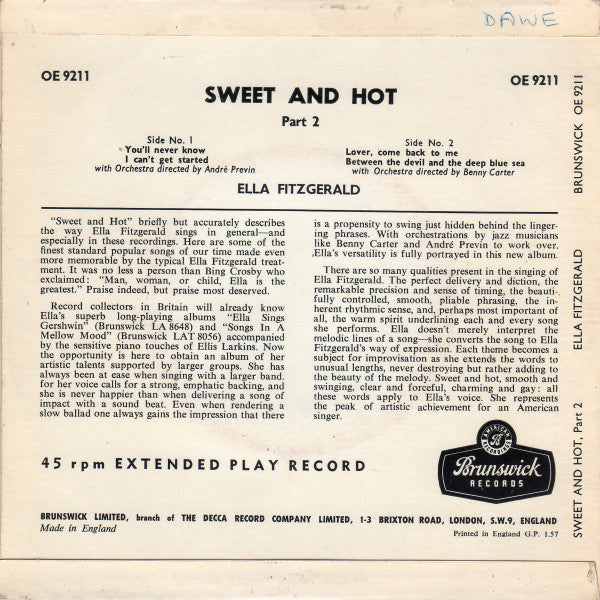 DAWE
OE 9211
OE 9211
SWEET AND HOT
Part 2
Side No. 1
You'll never know
I can't get started
with Orchestra directed by André Previn
Side No. 2
Lover, come back to me
Between the devil and the deep blue sea
with Orchestra directed by Benny Carter
ELLA FITZGERALD
"Sweet and Hot" briefly but accurately describes
the way Ella Fitzgerald sings in general—and
especially in these recordings. Here are some of the
finest standard popular songs of our time made even
more memorable by the typical Ella Fitzgerald treat-
ment. It was no less a person than Bing Crosby who
exclaimed: "Man, woman, or child, Ella is the
greatest." Praise indeed, but praise most deserved.
Record collectors in Britain will already know
Ella's superb long-playing albums "Ella Sings
Gershwin" (Brunswick LA 8648) and "Songs In A
Mellow Mood" (Brunswick LAT 8056) accompanied
by the sensitive piano touches of Ellis Larkins. Now
the opportunity is here to obtain an album of her
artistic talents supported by larger groups. She has
always been at ease when singing with a larger band,
for her voice calls for a strong, emphatic backing, and
she is never happier than when delivering a song of
impact with a sound beat. Even when rendering a
slow ballad one always gains the impression that there
is a propensity to swing just hidden behind the linger-
ing phrases. With orchestrations by jazz musicians
like Benny Carter and André Previn to work over,
Ella's versatility is fully portrayed in this new album.
There are so many qualities present in the singing of
Ella Fitzgerald. The perfect delivery and diction, the
remarkable precision and sense of timing, the beauti-
fully controlled, smooth, pliable phrasing, the in-
herent rhythmic sense, and, perhaps most important of
all, the warm spirit underlining each and every song
she performs. Ella doesn't merely interpret the
melodic lines of a song—she converts the song to Ella
Fitzgerald's way of expression. Each theme becomes a
subject for improvisation as she extends the words to
unusual lengths, never destroying but rather adding to
the beauty of the melody. Sweet and hot, smooth and
swinging, clear and forceful, charming and gay: all
these words apply to Ella's voice. She represents
the peak of artistic achievement for an American
singer.
45 rpm EXTENDED PLAY RECORD
AMERICAN
RECORDINGS
Brunswick
RECORDS
BRUNSWICK LIMITED, branch of THE DECCA RECORD COMPANY LIMITED, 1-3 BRIXTON ROAD, LONDON, S.W.9, ENGLAND
Made in England
Printed in England G.P. 1.57
SWEET AND HOT, Part 2 ELLA FITZGERALD BRUNSWICK OE 9211